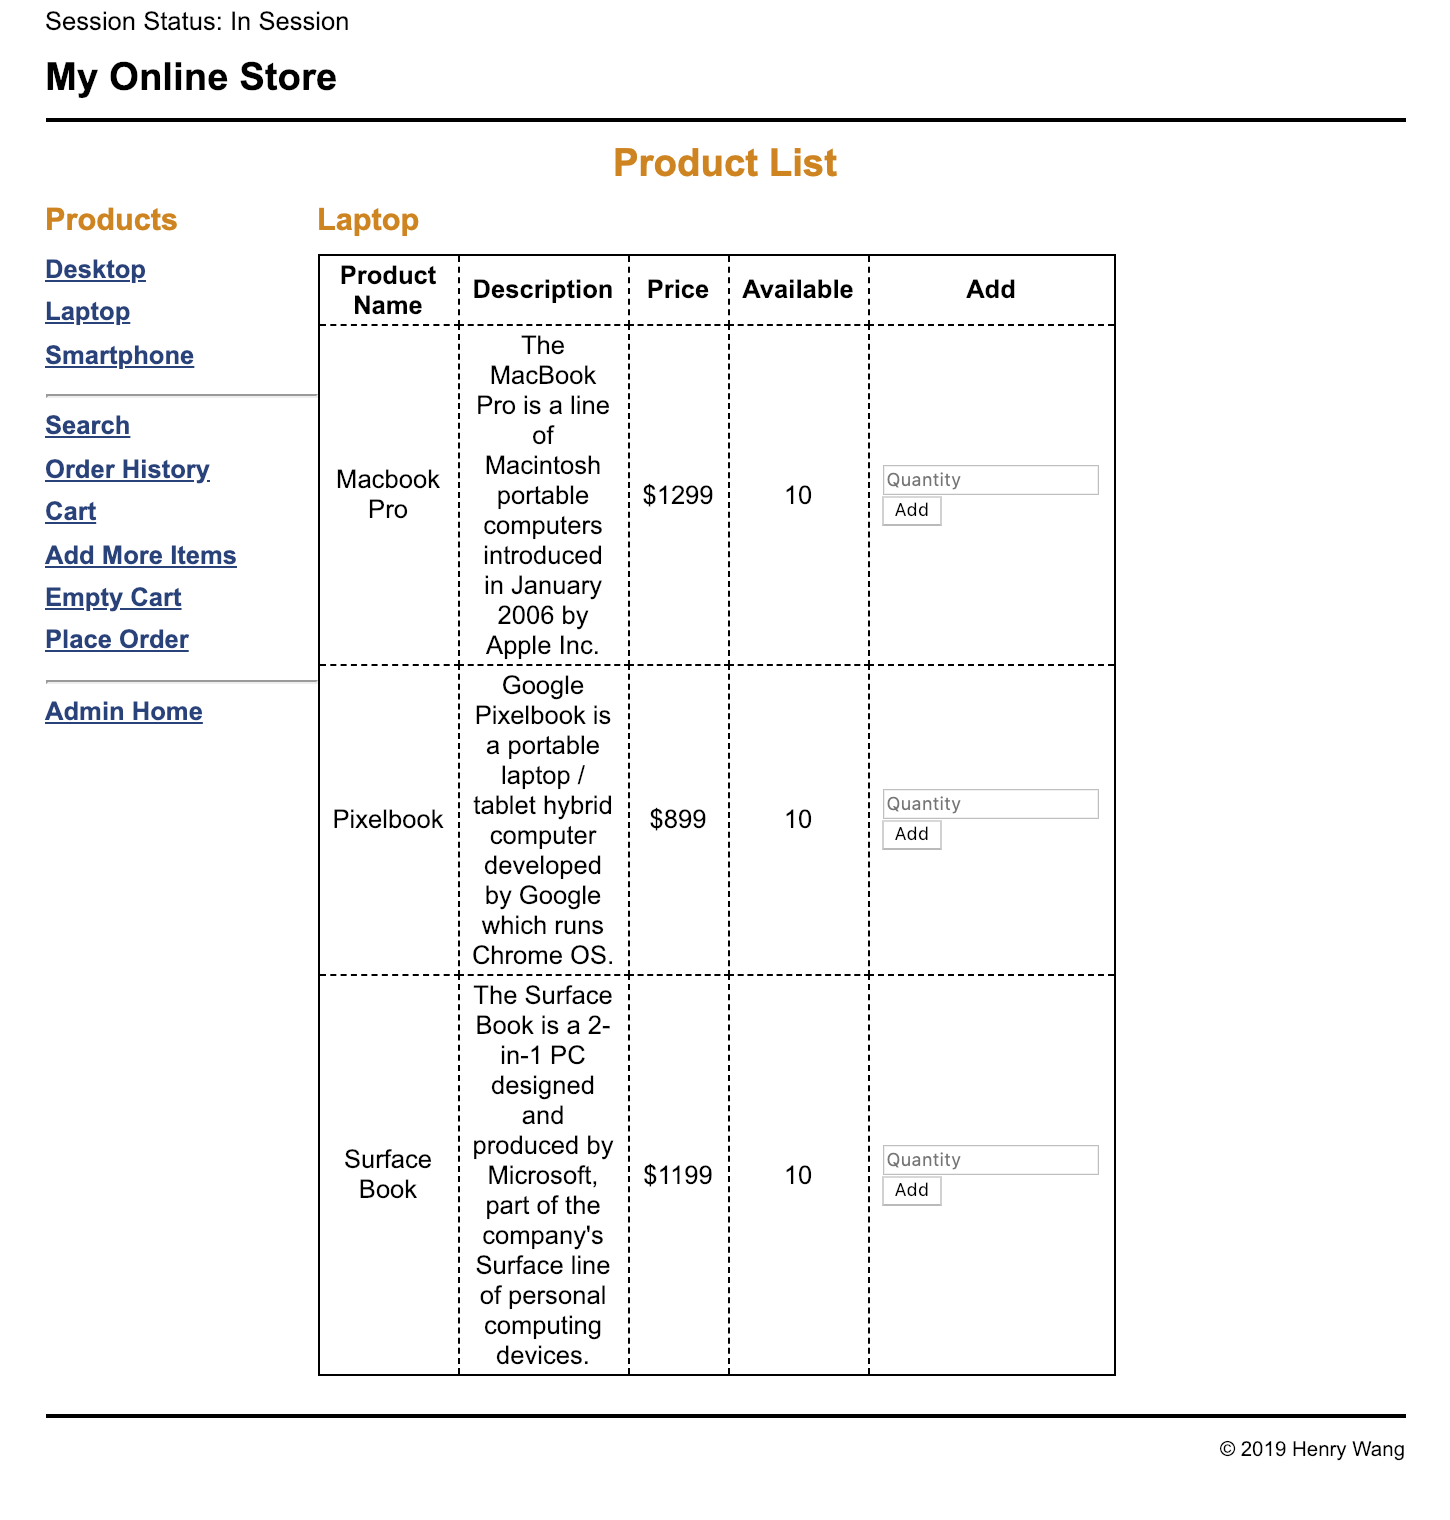 Session Status: In Session
My Online Store
Product List
Products
Desktop
Laptop
Smartphone
Search
Order History
Cart
Add More Items
Empty Cart
Place Order
Admin Home
Laptop
Product
Name
Description
Price
Available
Add
Macbook
Pro
The
MacBook
Pro is a line
of
Macintosh
portable
computers
introduced
in January
2006 by
Apple Inc.
$1299
10
Quantity
Add
Pixelbook
Google
Pixelbook is
a portable
laptop /
tablet hybrid
computer
developed
by Google
which runs
Chrome OS.
$899
10
Quantity
Add
Surface
Book
The Surface
Book is a 2-
in-1 PC
designed
and
produced by
Microsoft,
part of the
company's
Surface line
of personal
computing
devices.
$1199
10
Quantity
Add
© 2019 Henry Wang